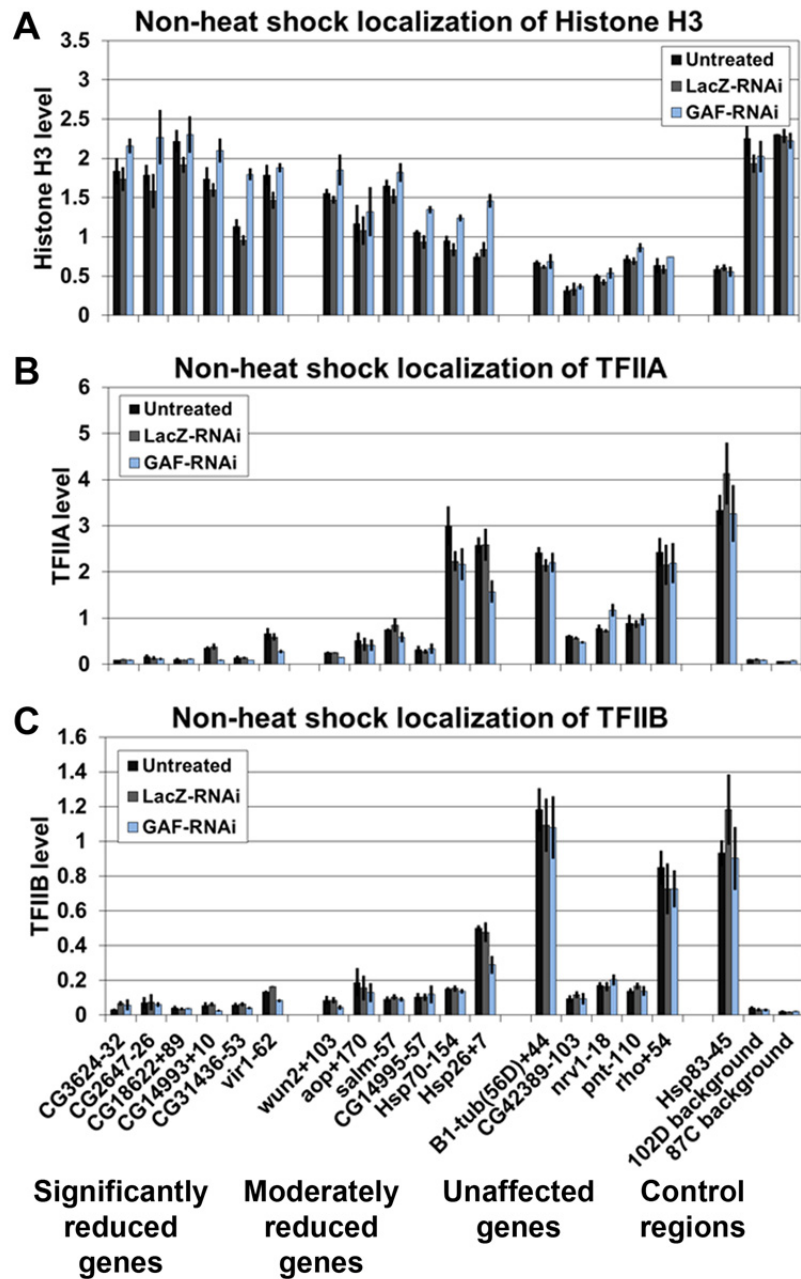 A
Non-heat shock localization of Histone H3
Histone H3 level
3.5
3
2.5
2
1.5
1
0.5
0
Untreated
LacZ-RNAi
GAF-RNAi
B
Non-heat shock localization of TFIIA
TFIIA level
6
5
4
3
2
1
0
Untreated
LacZ-RNAi
GAF-RNAi
C
Non-heat shock localization of TFIIB
TFIIB level
1.6
1.4
1.2
1
0.8
0.6
0.4
0.2
0
Untreated
LacZ-RNAi
GAF-RNAi
CG3624-32
CG2647-26
CG18622+89
CG14993+10
CG31436-53
vir1-62
wun2+103
aop+170
salm-57
CG14995-57
Hsp70-154
Hsp26+7
B1-tub(56D)+44
CG42389-103
nrv1-18
pnt-110
rho+54
Hsp83-45
102D background
87C background
Significantly
reduced
genes
Moderately
reduced
genes
Unaffected
genes
Control
regions